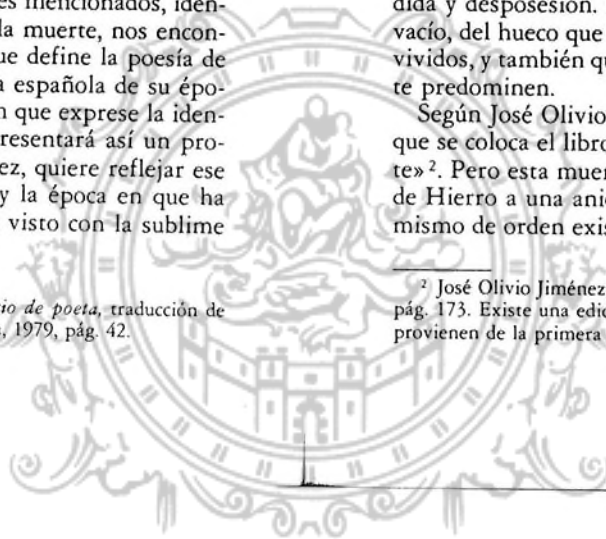 es mencionados, iden-
la muerte, nos encon-
ue define la poesía de
a española de su épo-
n que exprese la iden-
resentará así un pro-
ez, quiere reflejar ese
y la época en que ha
visto con la sublime
io de poeta, traducción de
, 1979, pág. 42.
dida y desposesión.
vacío, del hueco que
vividos, y también qu
te predominen.
Según José Olivio
que se coloca el libro
te» ². Pero esta muer
de Hierro a una anic
mismo de orden exis
² José Olivio Jiménez
pág. 173. Existe una edic
provienen de la primera